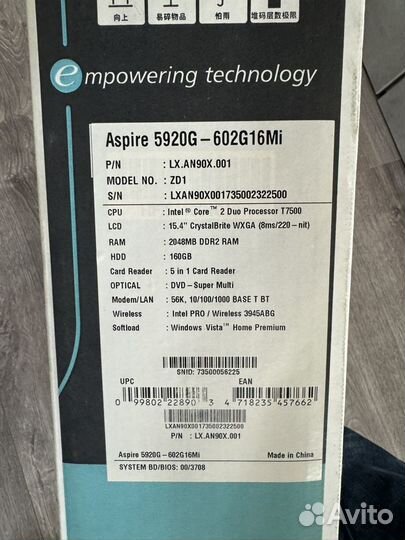 向上 易碎物品 怕雨 堆码层数极限
empowering technology
Aspire 5920G-602G16Mi
P/N : LX.AN90X.001
MODEL NO. : ZD1
S/N : LXAN90X001735002322500
CPU : Intel® Core™ 2 Duo Processor T7500
LCD : 15.4" CrystalBrite WXGA (8ms/220-nit)
RAM : 2048MB DDR2 RAM
HDD : 160GB
Card Reader : 5 in 1 Card Reader
OPTICAL : DVD-Super Multi
Modem/LAN : 56K, 10/100/1000 BASE T BT
Wireless : Intel PRO / Wireless 3945ABG
Softload : Windows Vista™ Home Premium
SNID: 73500056225
UPC EAN
0 99802 22890 3 4 718235 457662
LXAN90X001735002322500
P/N : LX.AN90X.001
Aspire 5920G-602G16Mi Made in China
SYSTEM BD/BIOS: 00/3708
Avito